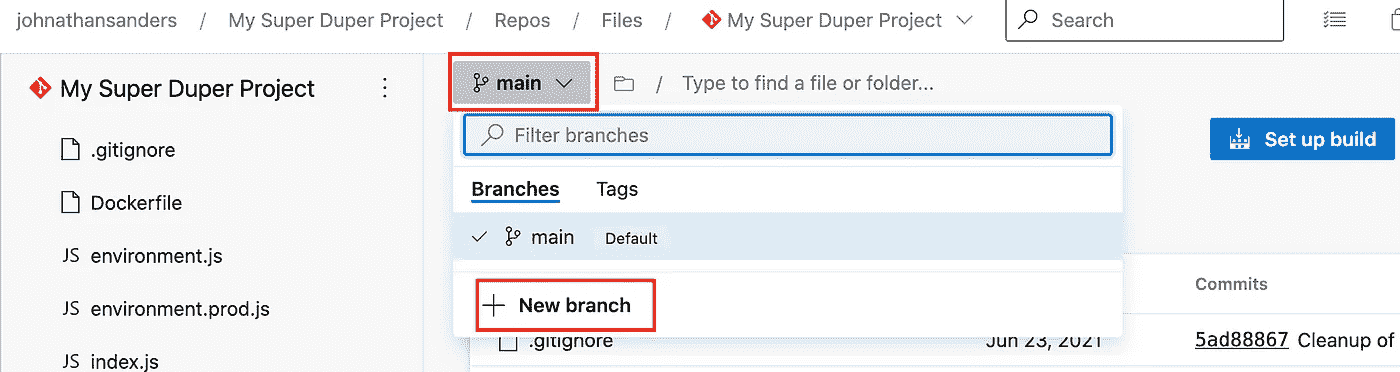 johnathansanders / My Super Duper Project / Repos / Files / My Super Duper Project Search
My Super Duper Project
.gitignore
Dockerfile
JS environment.js
JS environment.prod.js
JS index.js
main / Type to find a file or folder...
Filter branches
Set up build
Branches Tags
main Default
New branch
Commits
.gitignore Jun 23, 2021 5ad88867 Cleanup of